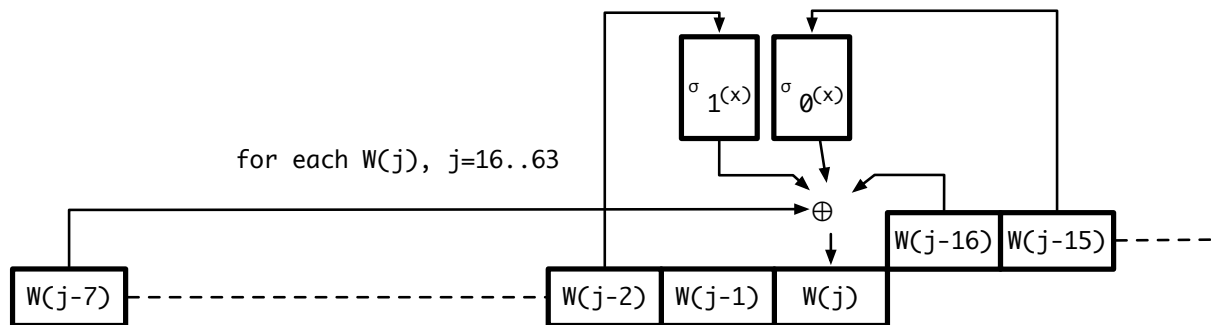 σ 1(x) σ 0(x)
for each W(j), j=16..63
⊕
W(j-16) W(j-15)
W(j-7) W(j-2) W(j-1) W(j)